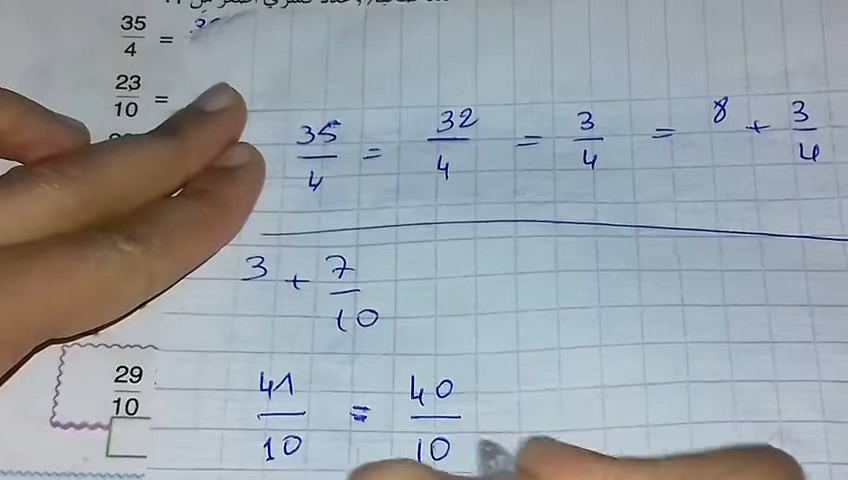 35/4 =
23/10 =
35/4 = 32/4 = 3/4 = 8 + 3/4
3 + 7/10
29/10
41/10 = 40/10